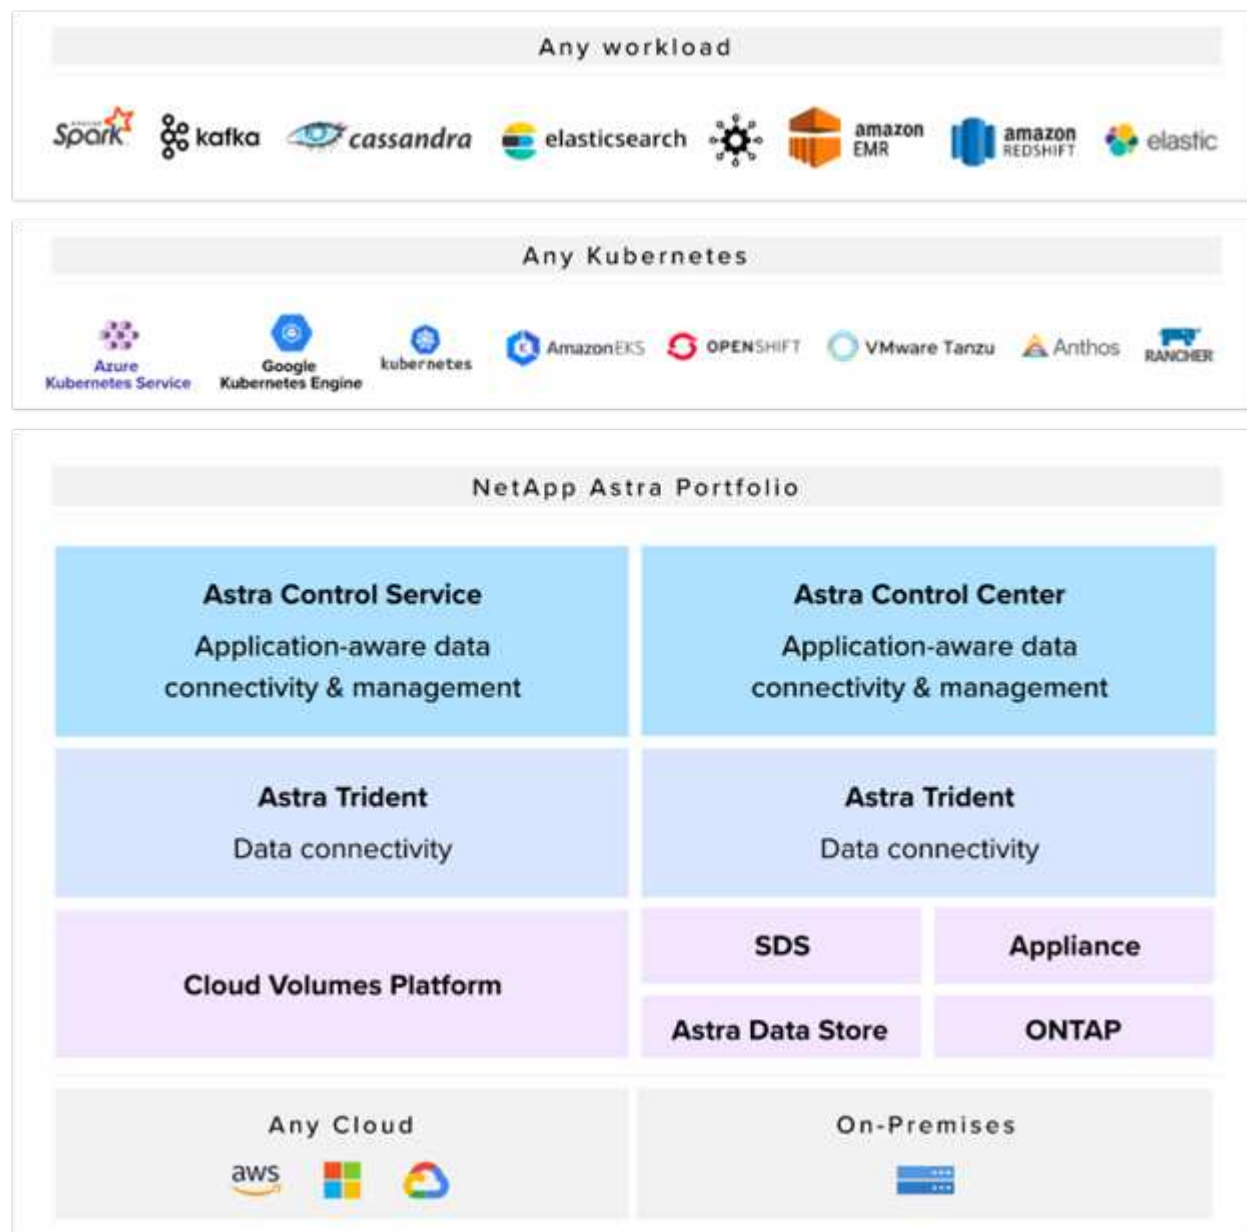 Any workload
APACHE
Spark
kafka
cassandra
elasticsearch
amazon
EMR
amazon
REDSHIFT
elastic
Any Kubernetes
Azure
Kubernetes Service
Google
Kubernetes Engine
kubernetes
Amazon EKS
OPENSHIFT
VMware Tanzu
Anthos
RANCHER
NetApp Astra Portfolio
Astra Control Service
Application-aware data
connectivity & management
Astra Control Center
Application-aware data
connectivity & management
Astra Trident
Data connectivity
Astra Trident
Data connectivity
Cloud Volumes Platform
SDS
Appliance
Astra Data Store
ONTAP
Any Cloud
aws
On-Premises